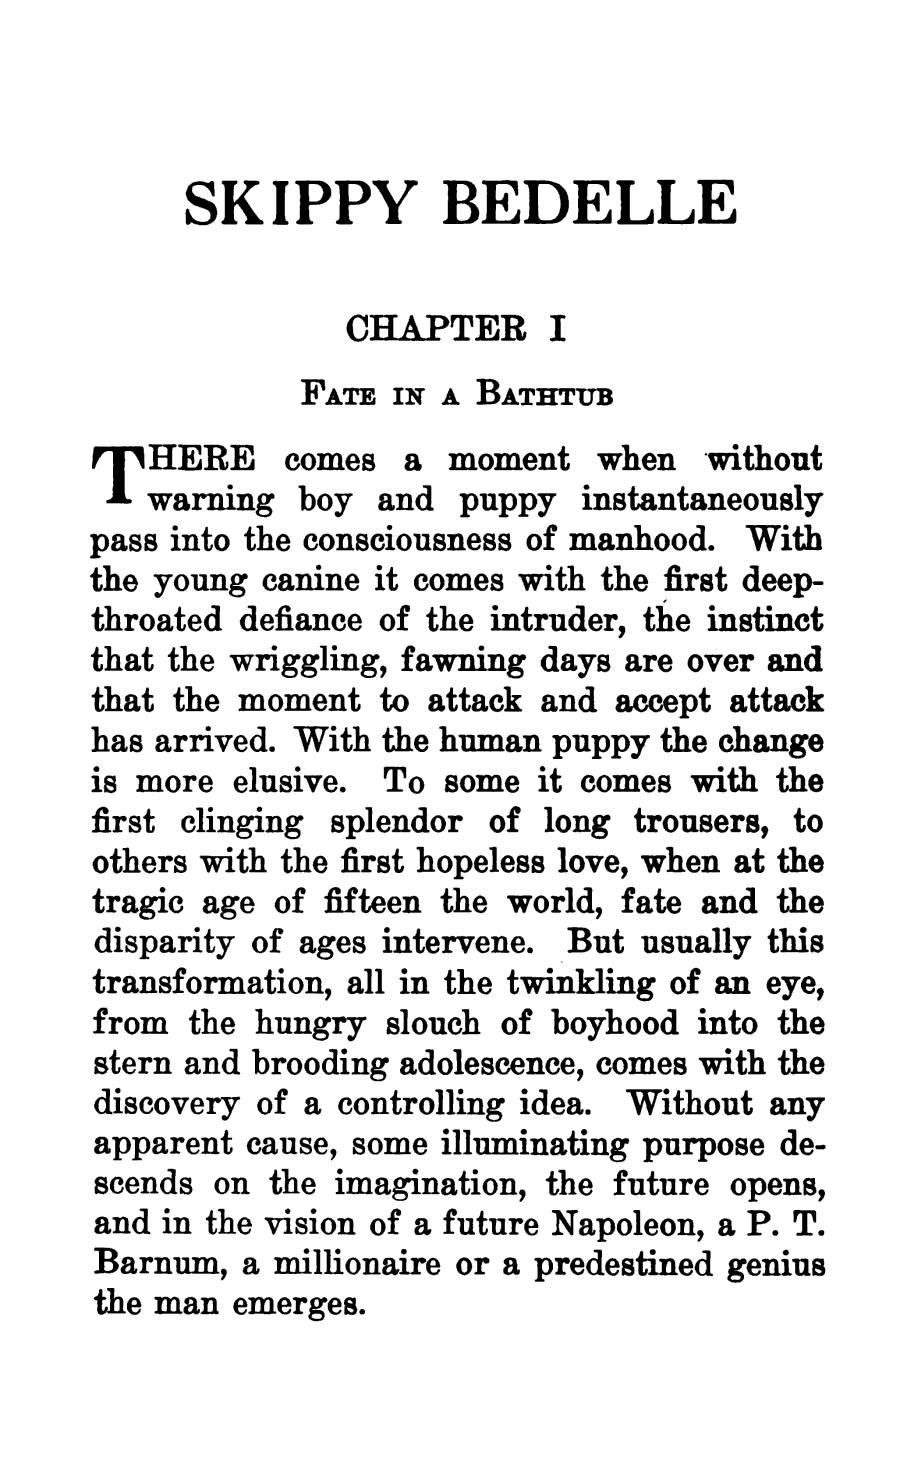 SKIPPY BEDELLE
CHAPTER I
FATE IN A BATHTUB
THERE comes a moment when without
warning boy and puppy instantaneously
pass into the consciousness of manhood. With
the young canine it comes with the first deep-
throated defiance of the intruder, the instinct
that the wriggling, fawning days are over and
that the moment to attack and accept attack
has arrived. With the human puppy the change
is more elusive. To some it comes with the
first clinging splendor of long trousers, to
others with the first hopeless love, when at the
tragic age of fifteen the world, fate and the
disparity of ages intervene. But usually this
transformation, all in the twinkling of an eye,
from the hungry slouch of boyhood into the
stern and brooding adolescence, comes with the
discovery of a controlling idea. Without any
apparent cause, some illuminating purpose de-
scends on the imagination, the future opens,
and in the vision of a future Napoleon, a P. T.
Barnum, a millionaire or a predestined genius
the man emerges.